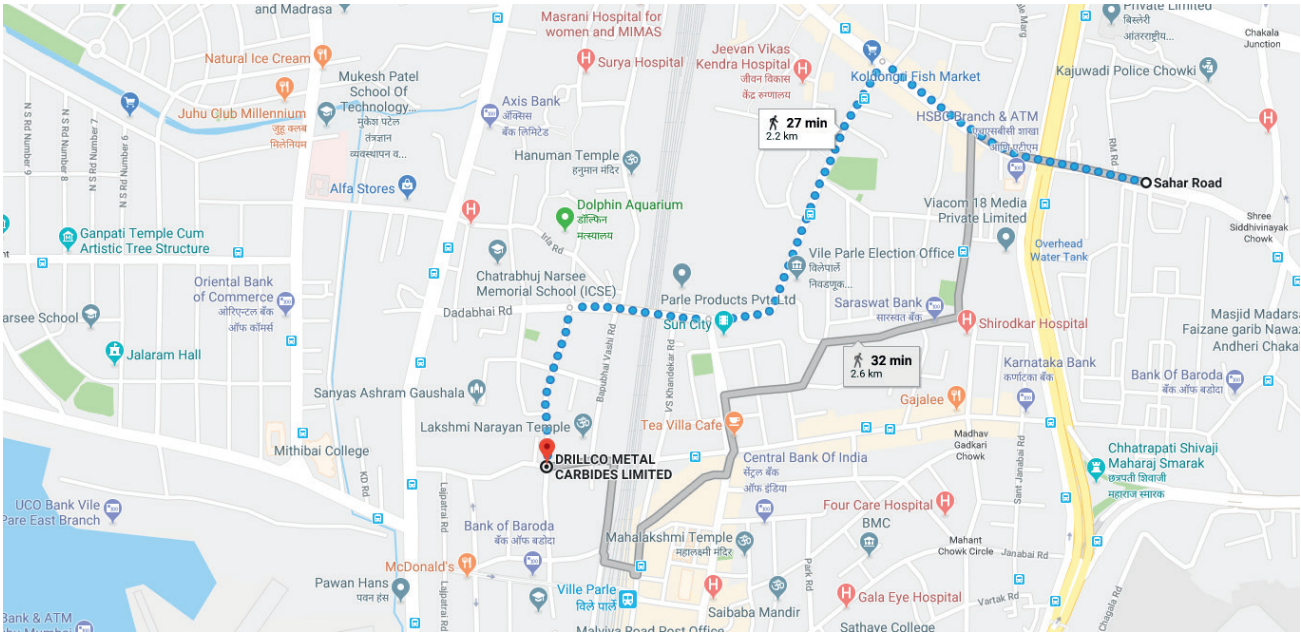 and Madrasa
Natural Ice Cream
Juhu Club Millennium
जुहू क्लब
मिलेनियम
Mukesh Patel
School Of
Technology...
मुकेश पटेल
तंत्रज्ञान
व्यवस्थापन व...
Masrani Hospital for
women and MIMAS
Surya Hospital
Axis Bank
ॲक्सिस
बँक लिमिटेड
Hanuman Temple
हनुमान मंदिर
Jeevan Vikas
Kendra Hospital
जीवन विकास
केंद्र रुग्णालय
Koldongri Fish Market
Private Limited
बिस्लेरी
आंतरराष्ट्रीय...
Chakala
Junction
Kajuwadi Police Chowki
27 min
2.2 km
HSBC Branch & ATM
एचएसबीसी शाखा
आणि एटीएम
RM Rd
Sahar Road
N S Rd Number 9
N S Rd Number 8
N S Rd Number 7
N S Rd Number 6
Alfa Stores
Dolphin Aquarium
डॉल्फिन
मत्स्यालय
Irla Rd
Viacom 18 Media
Private Limited
Shree
Siddhivinayak
Chowk
Overhead
Water Tank
Ganpati Temple Cum
Artistic Tree Structure
Chatrabhuj Narsee
Memorial School (ICSE)
Vile Parle Election Office
विलेपार्ले
निवडणूक...
Oriental Bank
of Commerce
ओरिएन्टल बँक
ऑफ कॉमर्स
Dadabhai Rd
Parle Products Pvt Ltd
Sun City
Saraswat Bank
सारस्वत बँक
Shirodkar Hospital
arsee School
Jalaram Hall
Masjid Madarsa
Faizane garib Nawaz
Andheri Chakal
Bapubhai Vashi Rd
VS Khandekar Rd
32 min
2.6 km
Karnataka Bank
कर्णाटका बँक
Bank Of Baroda
बँक ऑफ बडोदा
Sanyas Ashram Gaushala
Gajalee
Lakshmi Narayan Temple
Tea Villa Cafe
Mithibai College
Madhav
Gadkari
Chowk
Sant Janabai Rd
Chhatrapati Shivaji
Maharaj Smarak
छत्रपती शिवाजी
महाराज स्मारक
DRILLCO METAL
CARBIDES LIMITED
Central Bank Of India
सेंट्रल बँक
ऑफ इंडिया
KD Rd
Lajpatrai Rd
UCO Bank Vile
Pare East Branch
Four Care Hospital
BMC
Bank of Baroda
बँक ऑफ बडोदा
Mahalakshmi Temple
महालक्ष्मी मंदिर
Mahant
Chowk Circle
Janabai Rd
McDonald's
Pawan Hans
पवन हंस
Lajpatrai Rd
Ville Parle
विले पार्ले
Saibaba Mandir
Park Rd
Gala Eye Hospital
Vartak Rd
Chagala Rd
Bank & ATM
Malviya Road Post Office
Sathaye College